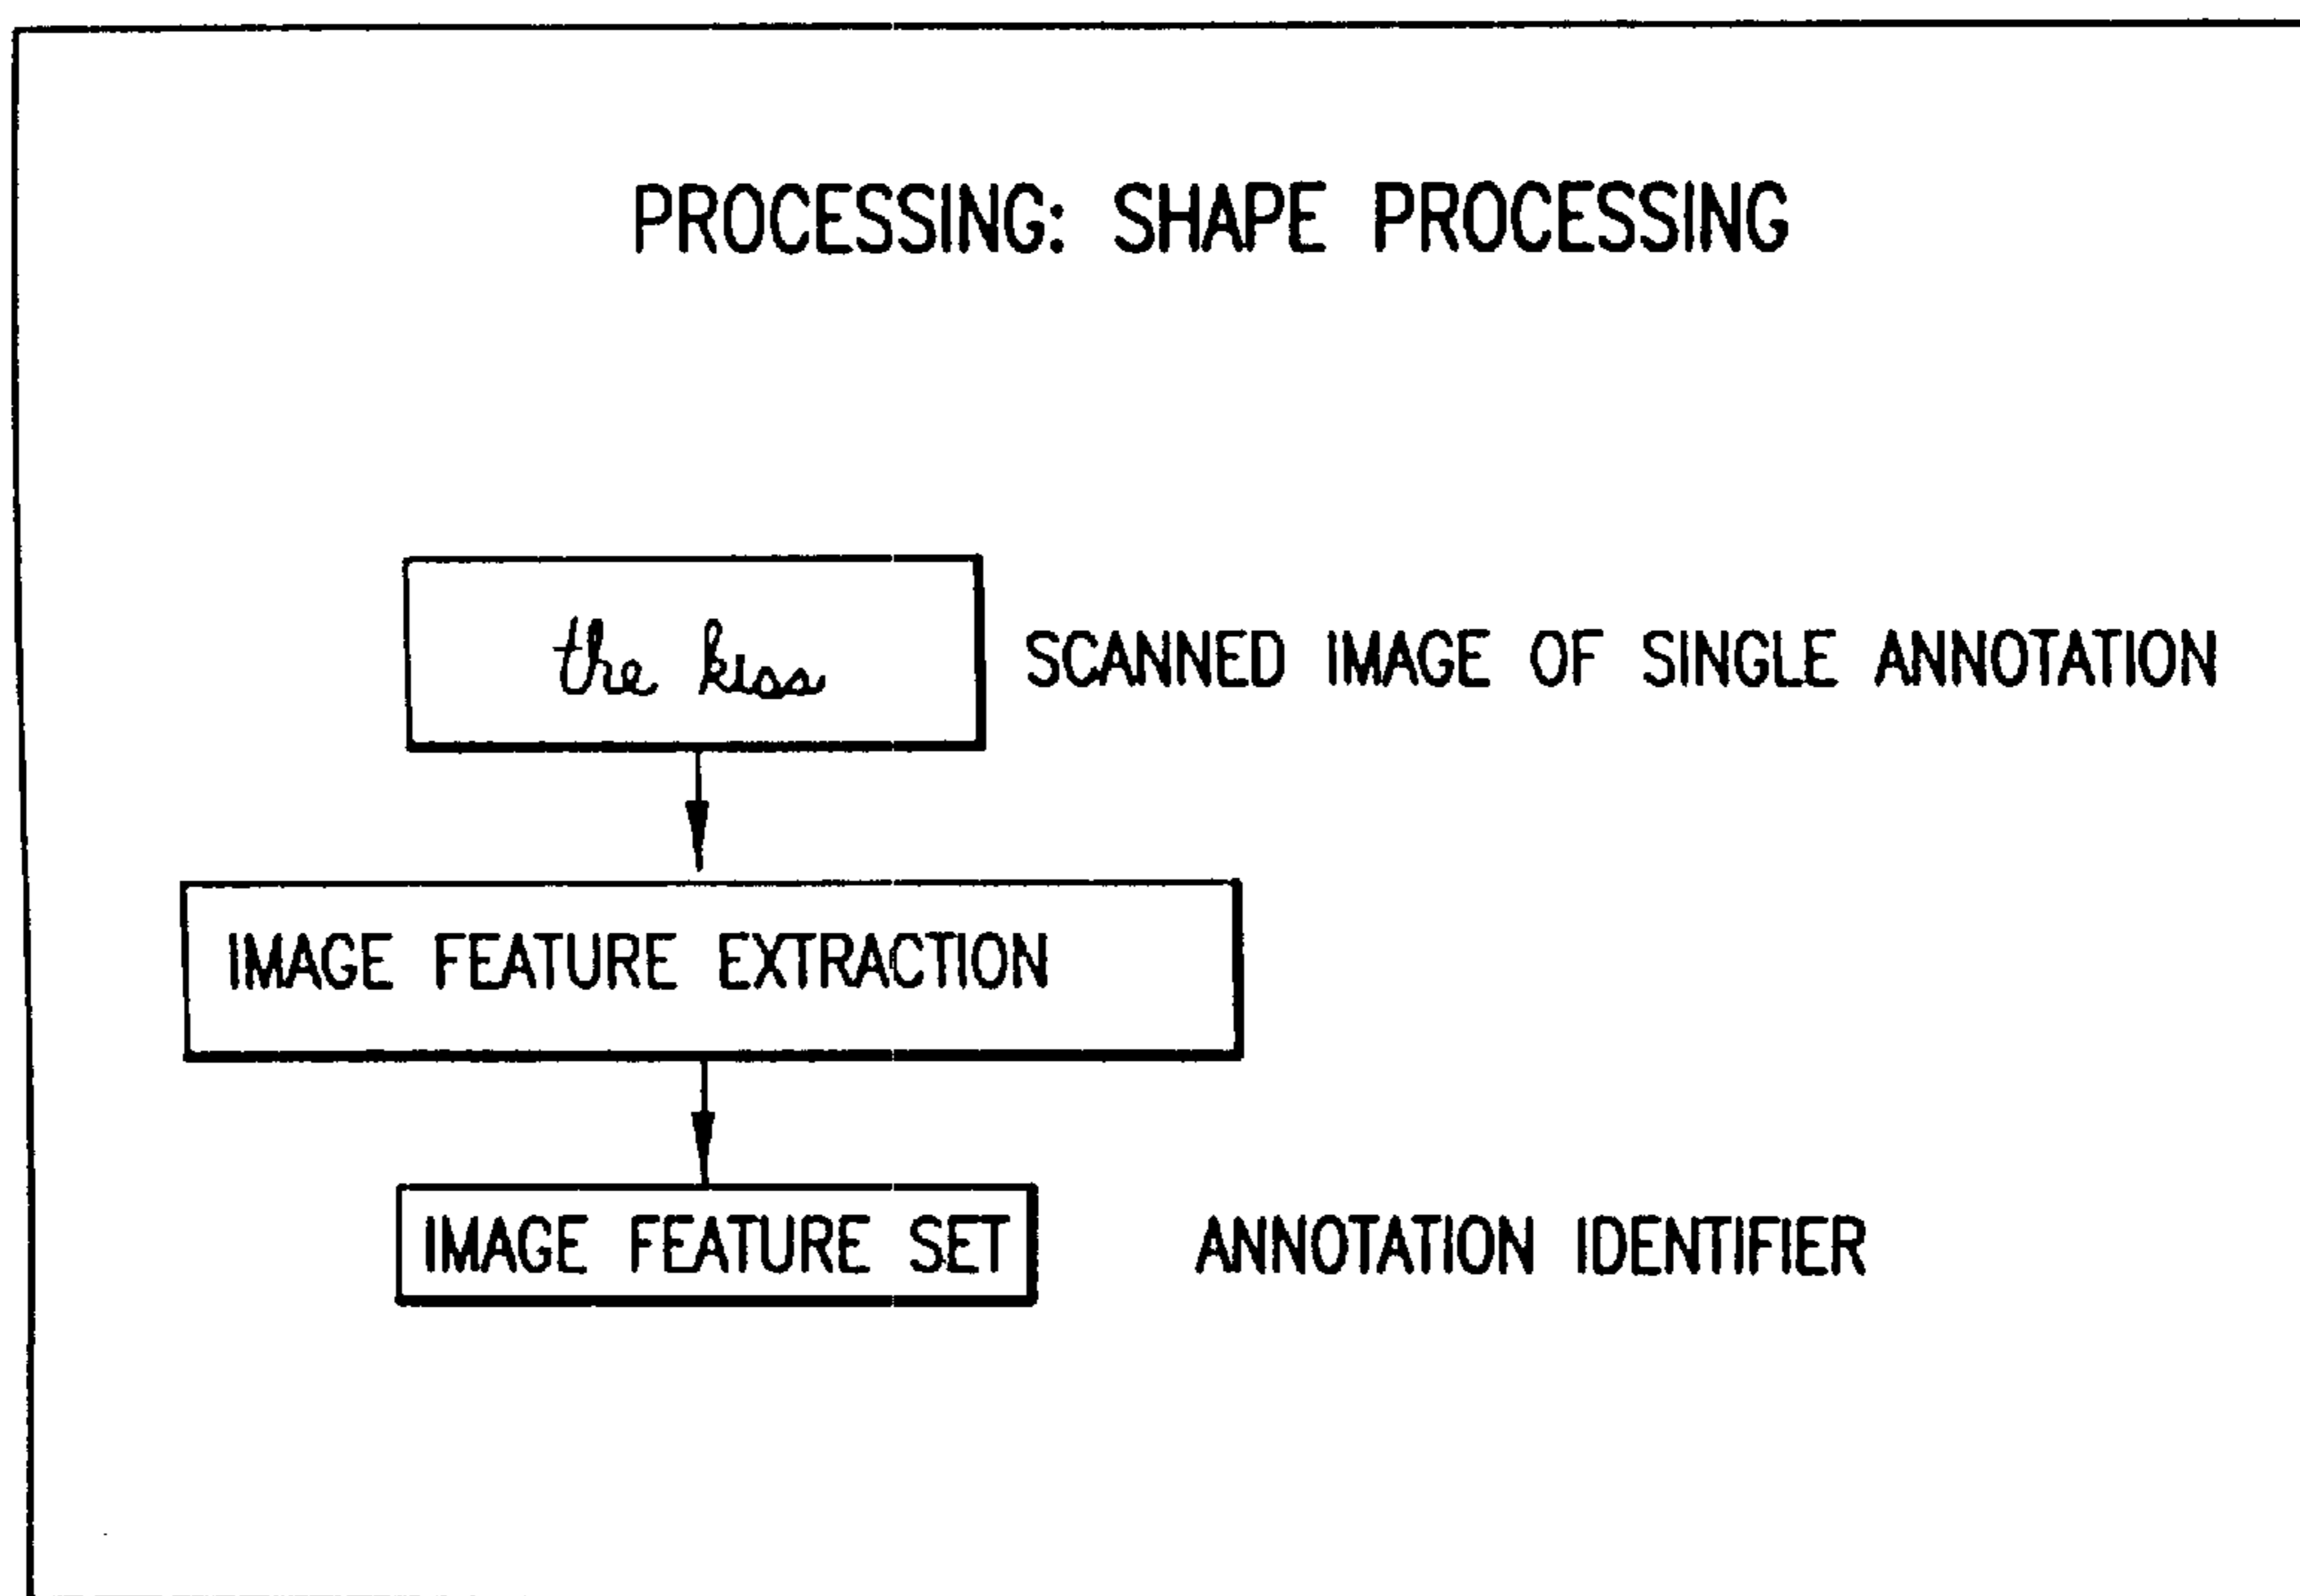 PROCESSING: SHAPE PROCESSING
the kiss SCANNED IMAGE OF SINGLE ANNOTATION
IMAGE FEATURE EXTRACTION
IMAGE FEATURE SET ANNOTATION IDENTIFIER